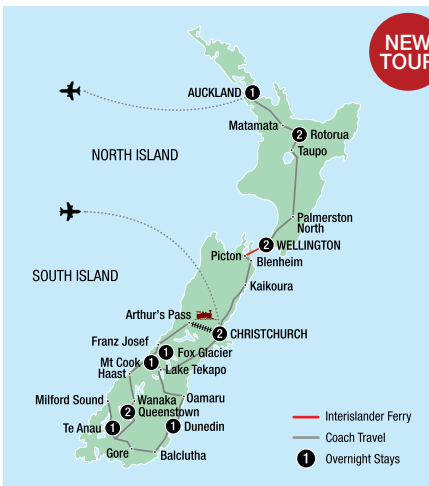 NEW
TOUR
AUCKLAND 1
Matamata
2 Rotorua
Taupo
NORTH ISLAND
Palmerston
North
2 WELLINGTON
Picton
Blenheim
SOUTH ISLAND
Kaikoura
Arthur's Pass
2 CHRISTCHURCH
Franz Josef
1 Fox Glacier
Mt Cook 1
Lake Tekapo
Haast
Milford Sound
Wanaka
Oamaru
2 Queenstown
Te Anau 1
1 Dunedin
Gore
Balclutha
Interislander Ferry
Coach Travel
1 Overnight Stays